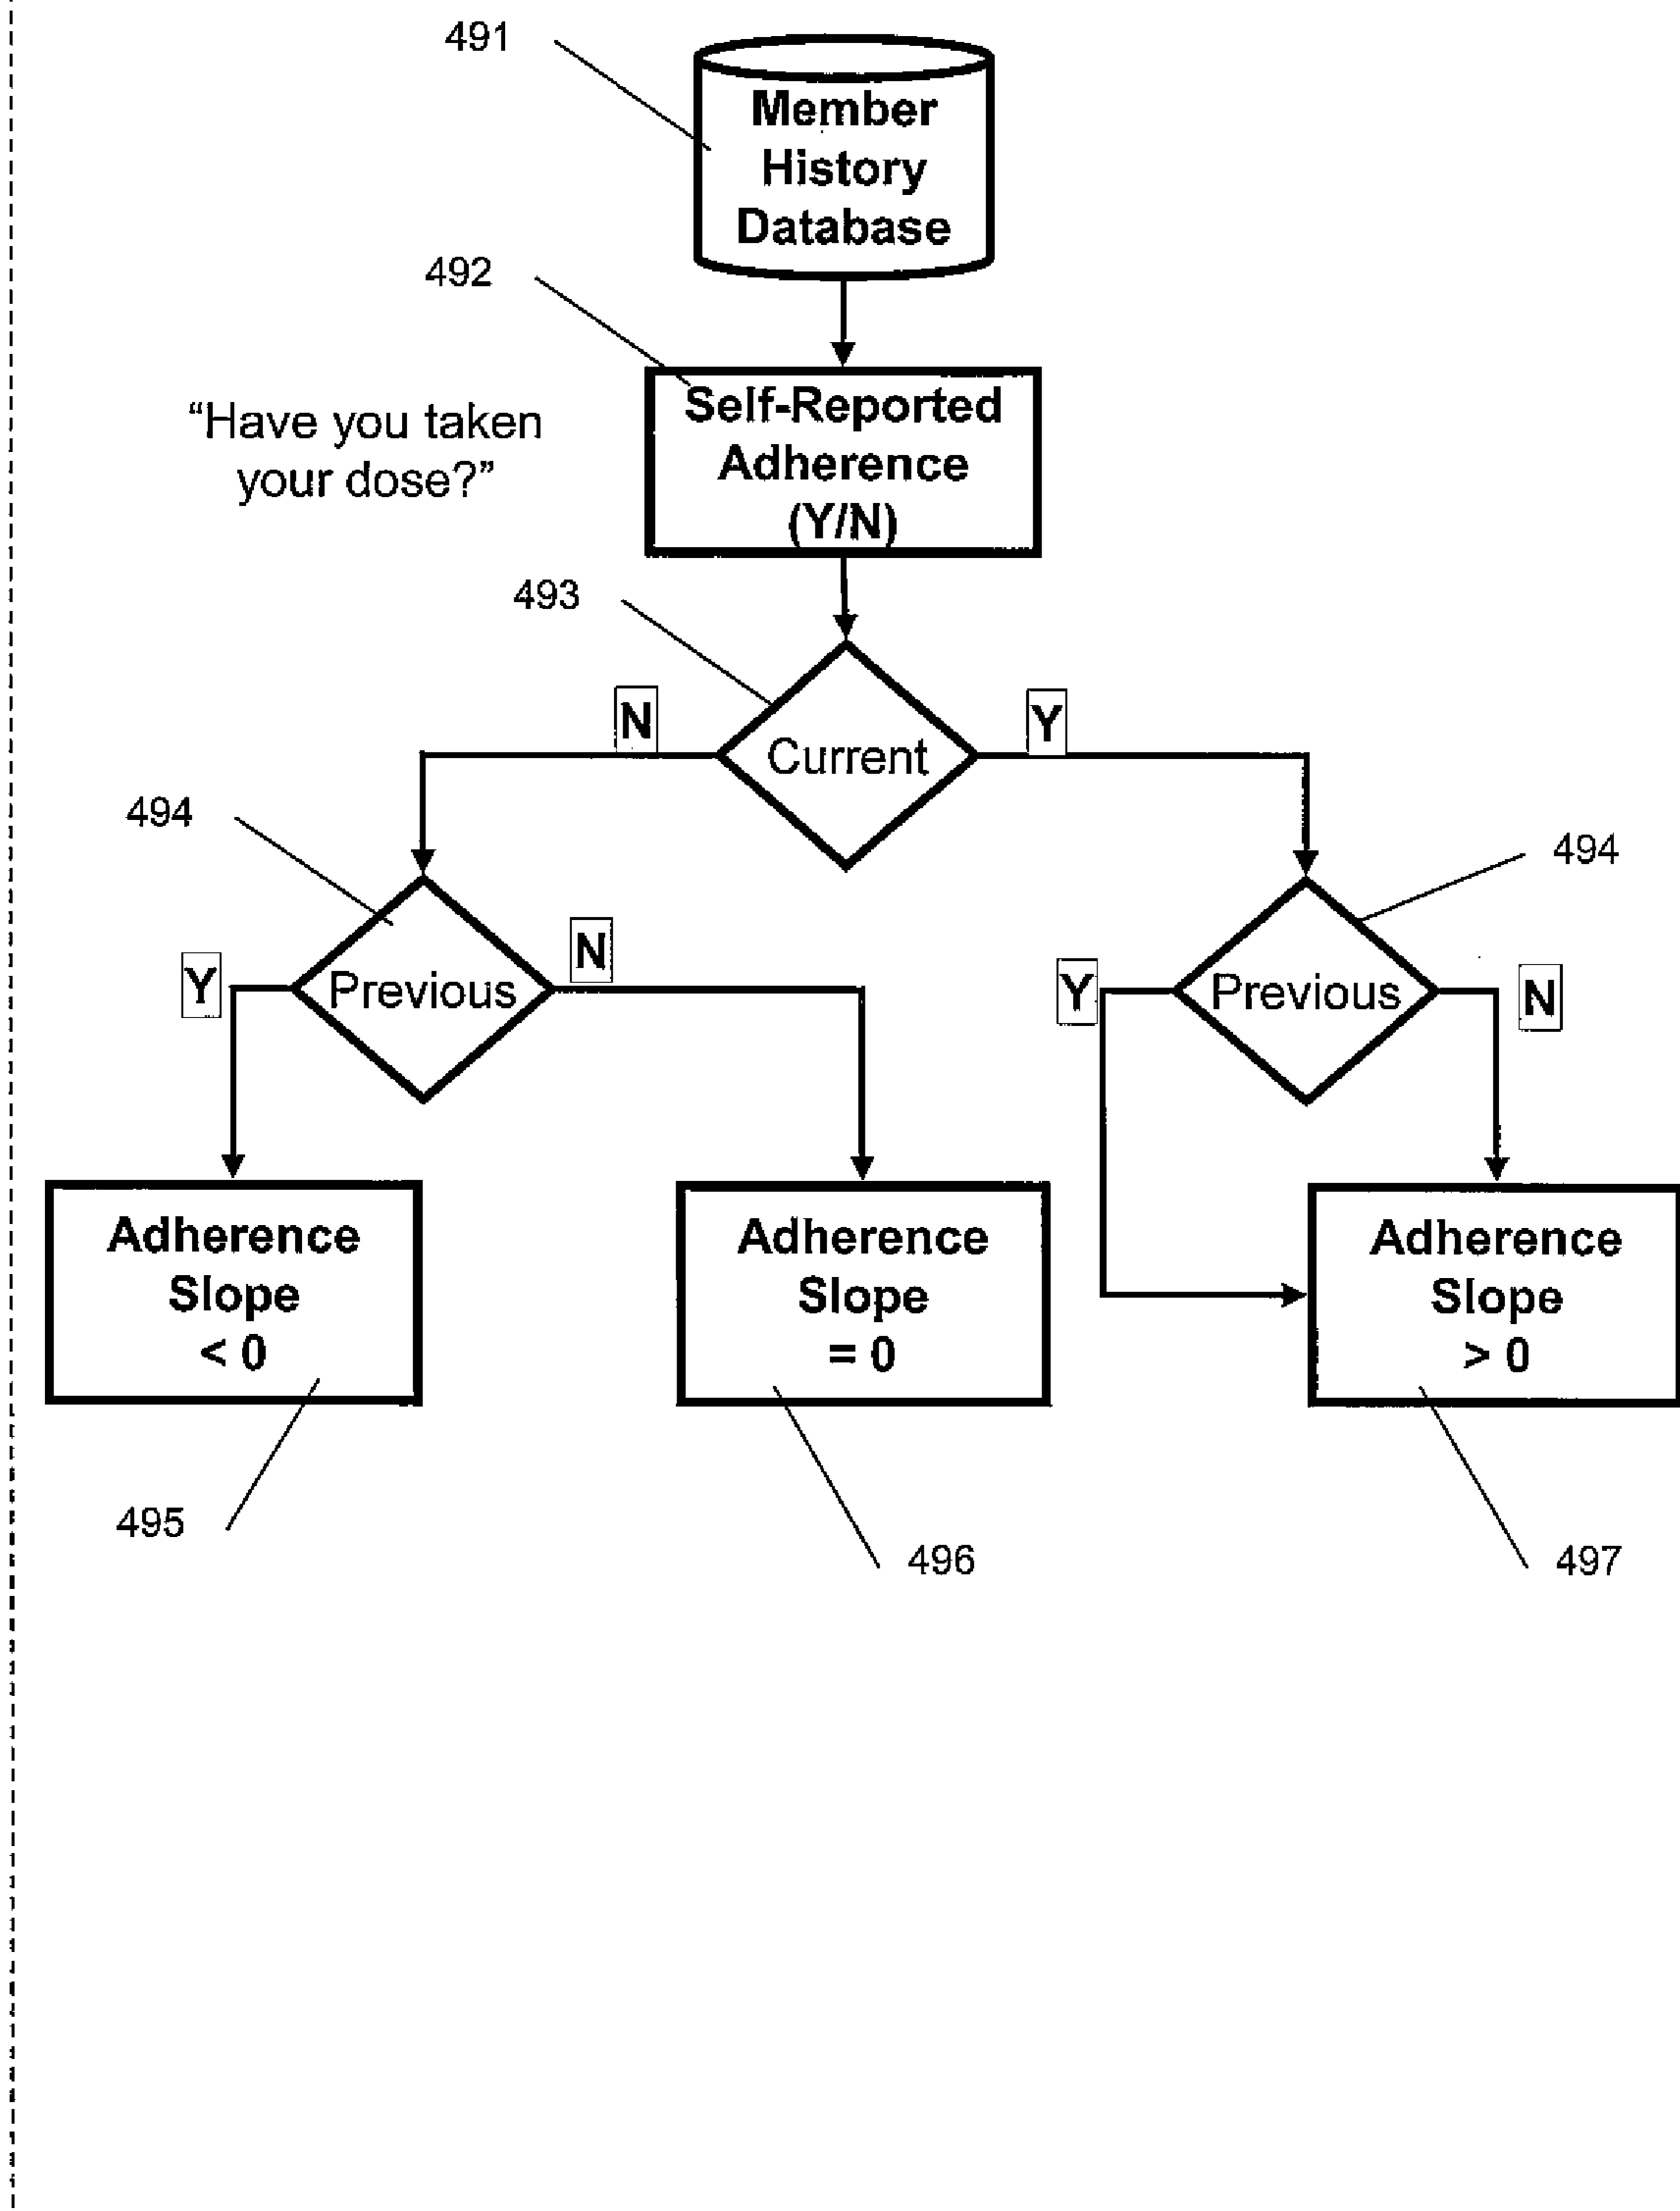 491
Member
History
Database
492
"Have you taken
your dose?"
Self-Reported
Adherence
(Y/N)
493
N
Y
Current
494
494
Y
Previous
N
Y
Previous
N
Adherence
Slope
< 0
Adherence
Slope
= 0
Adherence
Slope
> 0
495
496
497